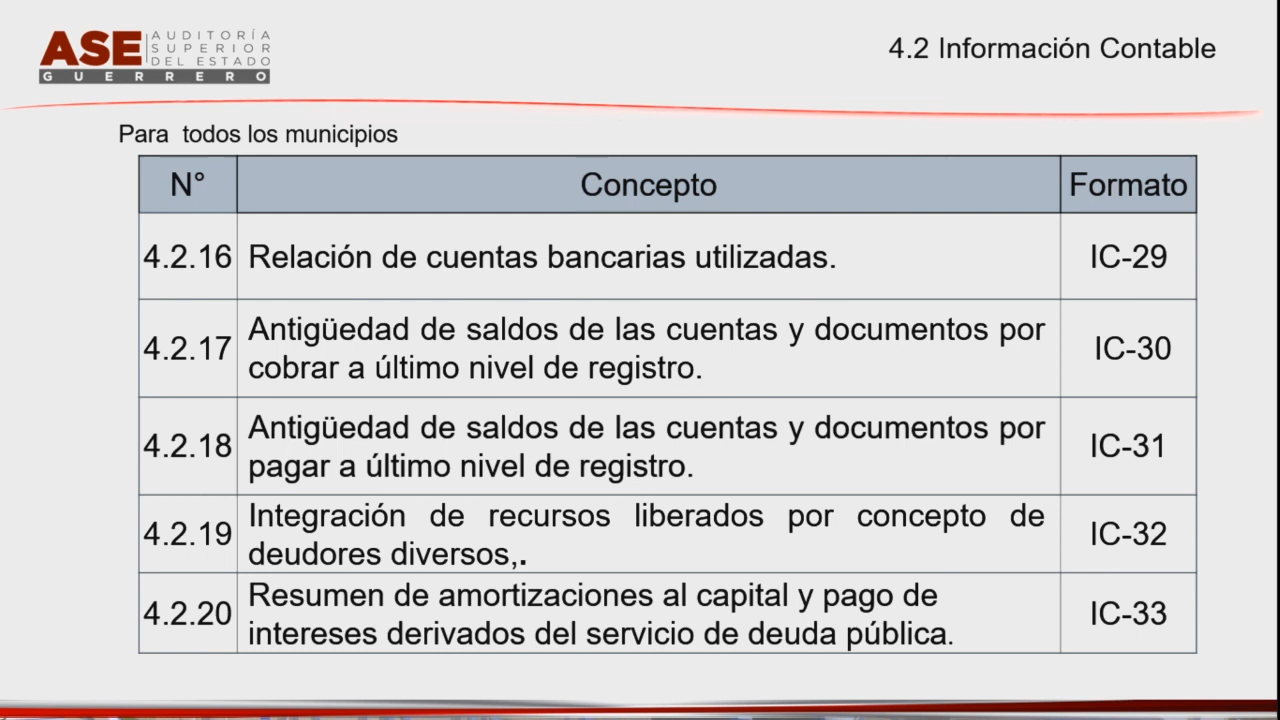 ASE AUDITORÍA
SUPERIOR
DEL ESTADO
GUERRERO
4.2 Información Contable
Para todos los municipios
N° Concepto Formato
4.2.16 Relación de cuentas bancarias utilizadas. IC-29
4.2.17 Antigüedad de saldos de las cuentas y documentos por
cobrar a último nivel de registro. IC-30
4.2.18 Antigüedad de saldos de las cuentas y documentos por
pagar a último nivel de registro. IC-31
4.2.19 Integración de recursos liberados por concepto de
deudores diversos,. IC-32
4.2.20 Resumen de amortizaciones al capital y pago de
intereses derivados del servicio de deuda pública. IC-33